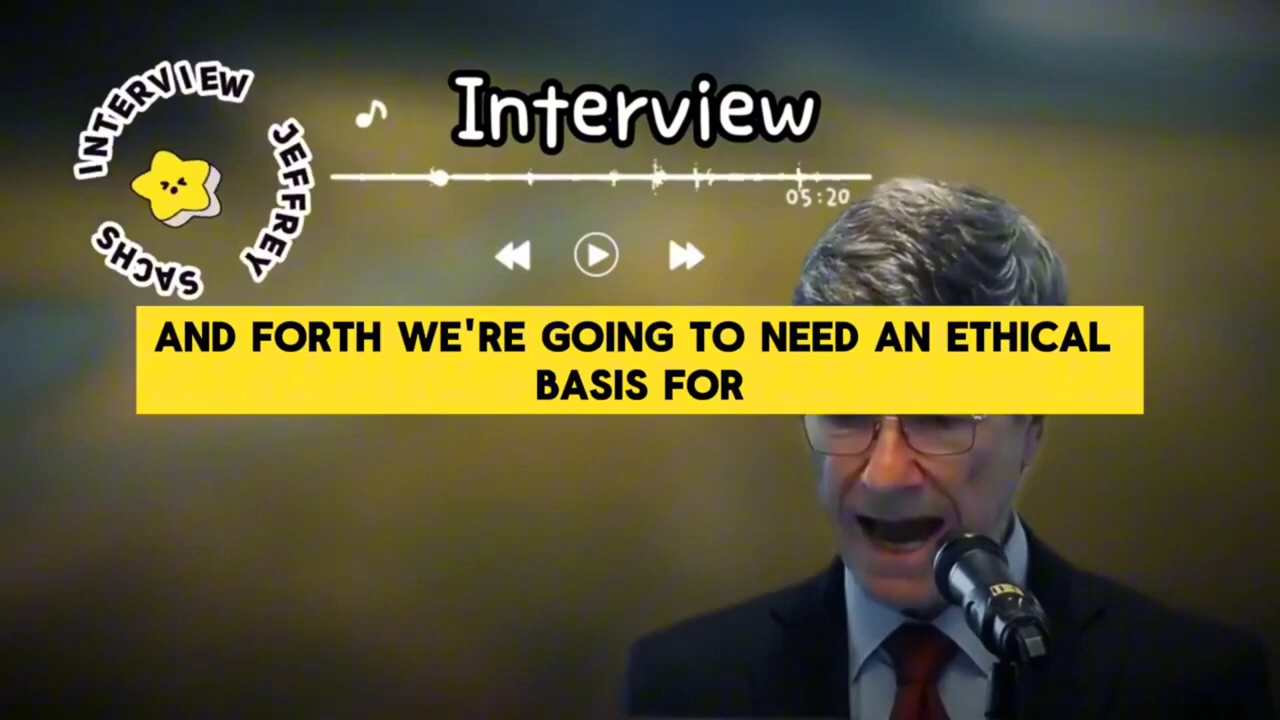 INTERVIEW
JEFFREY
SACHS
Interview
05:20
AND FORTH WE'RE GOING TO NEED AN ETHICAL
BASIS FOR